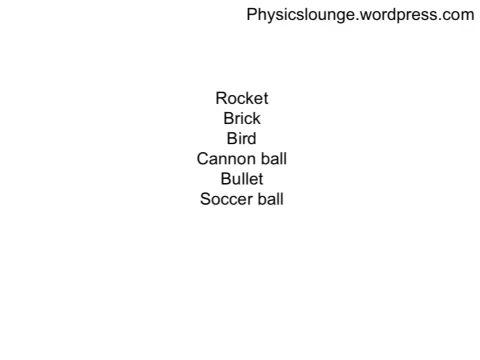 Physicslounge.wordpress.com
Rocket
Brick
Bird
Cannon ball
Bullet
Soccer ball